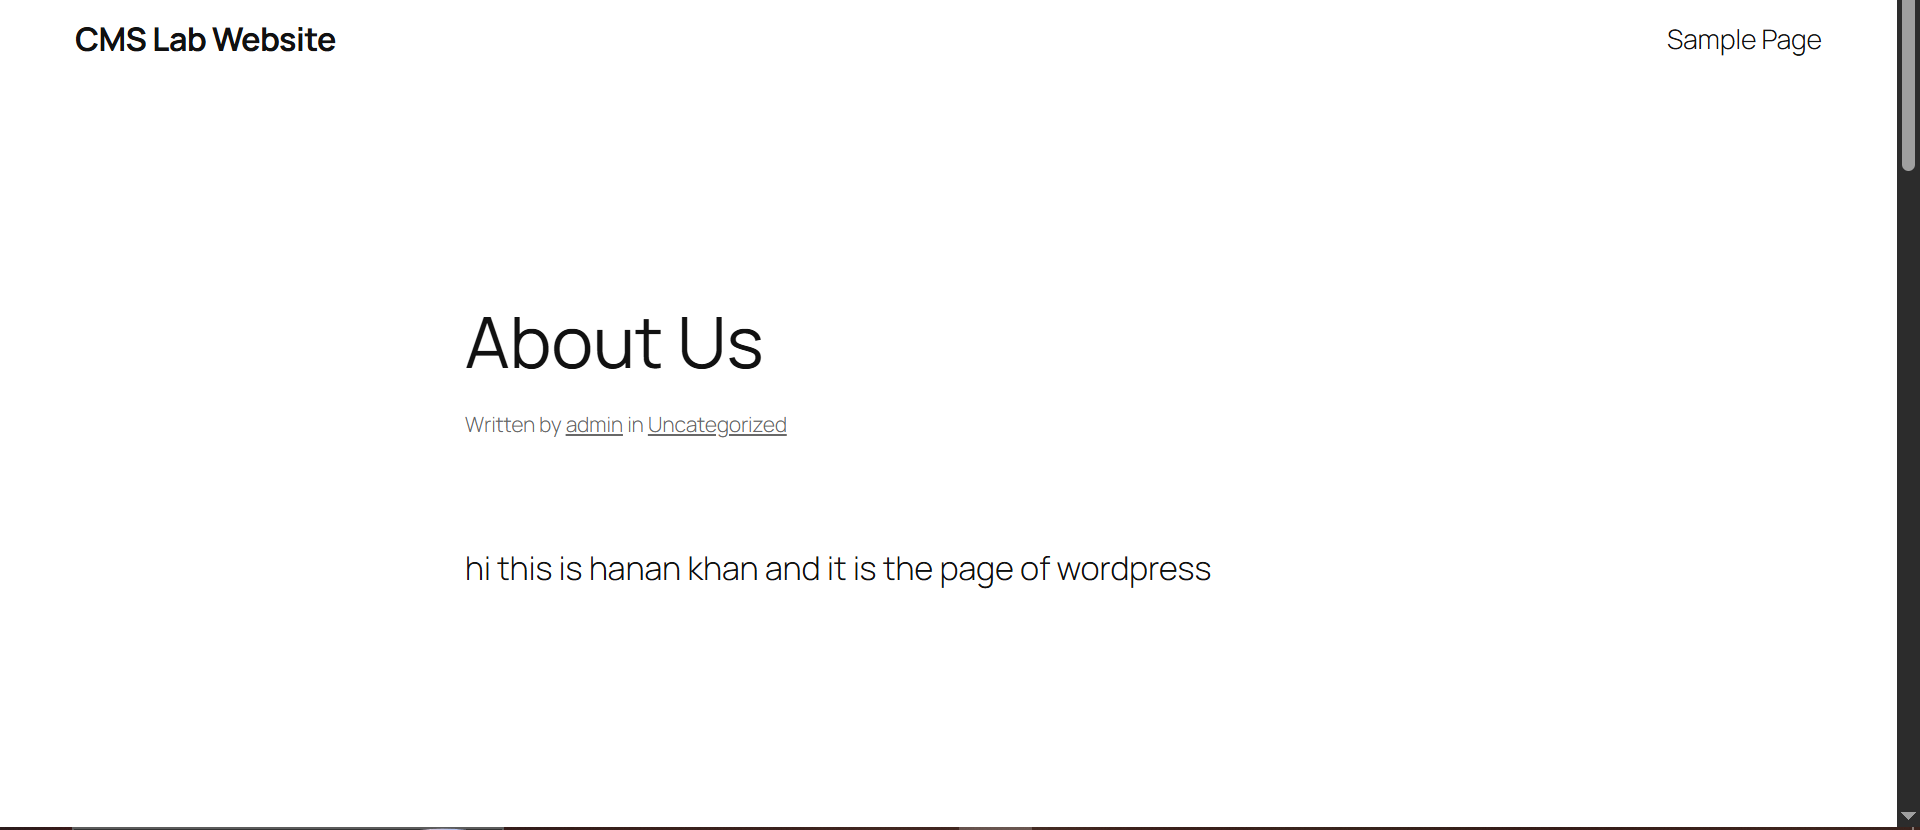 CMS Lab Website
Sample Page
About Us
Written by admin in Uncategorized
hi this is hanan khan and it is the page of wordpress